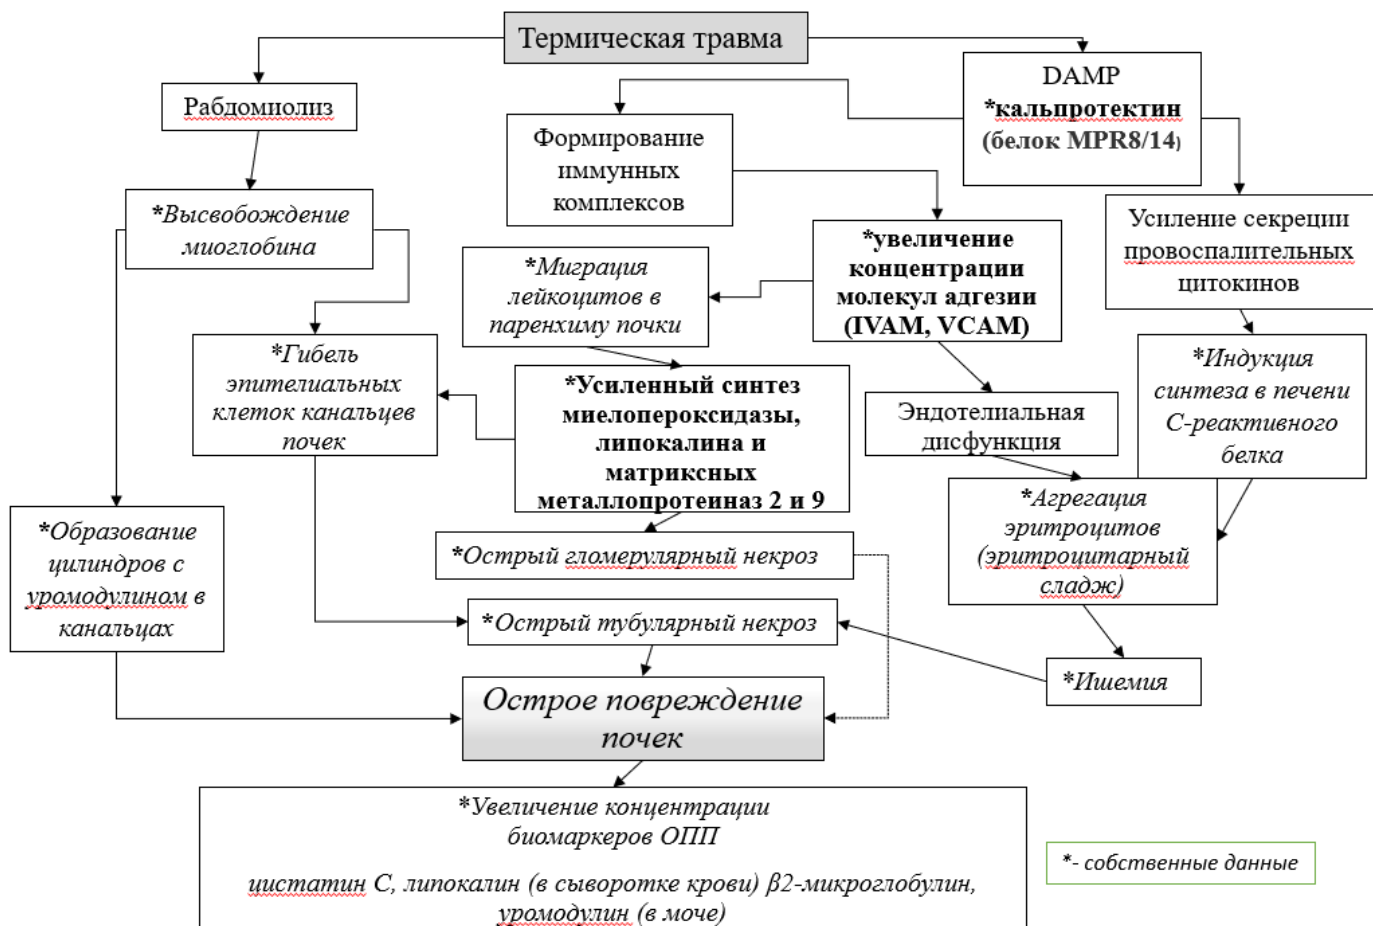 Термическая травма
Рабдомиолиз
DAMP
*кальпротектин
(белок MPR8/14)
Формирование
иммунных
комплексов
*Высвобождение
миоглобина
Усиление секреции
провоспалительных
цитокинов
*увеличение
концентрации
молекул адгезии
(IVAM, VCAM)
*Миграция
лейкоцитов в
паренхиму почки
*Гибель
эпителиальных
клеток канальцев
почек
*Индукция
синтеза в печени
С-реактивного
белка
*Усиленный синтез
миелопероксидазы,
липокалина и
матриксных
металлопротеиназ 2 и 9
Эндотелиальная
дисфункция
*Агрегация
эритроцитов
(эритроцитарный
сладж)
*Образование
цилиндров с
уромодулином в
канальцах
*Острый гломерулярный некроз
*Острый тубулярный некроз
*Ишемия
Острое повреждение
почек
*Увеличение концентрации
биомаркеров ОПП
цистатин С, липокалин (в сыворотке крови) β2-микроглобулин,
уромодулин (в моче)
*- собственные данные